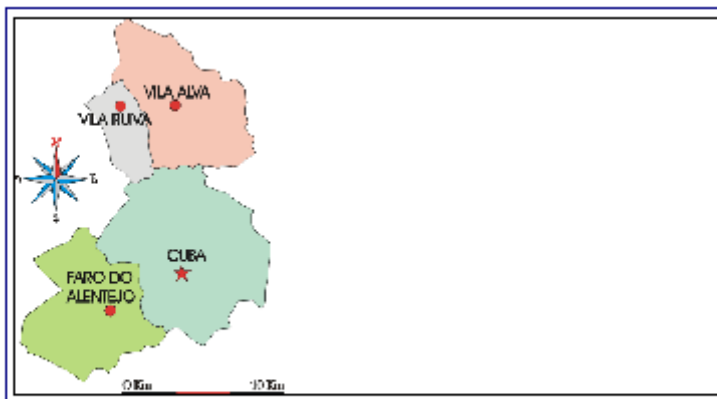 VILA ALVA
VILA RUIVA
N
S
CUBA
FARO DO
ALENTEJO
0 Km
10 Km